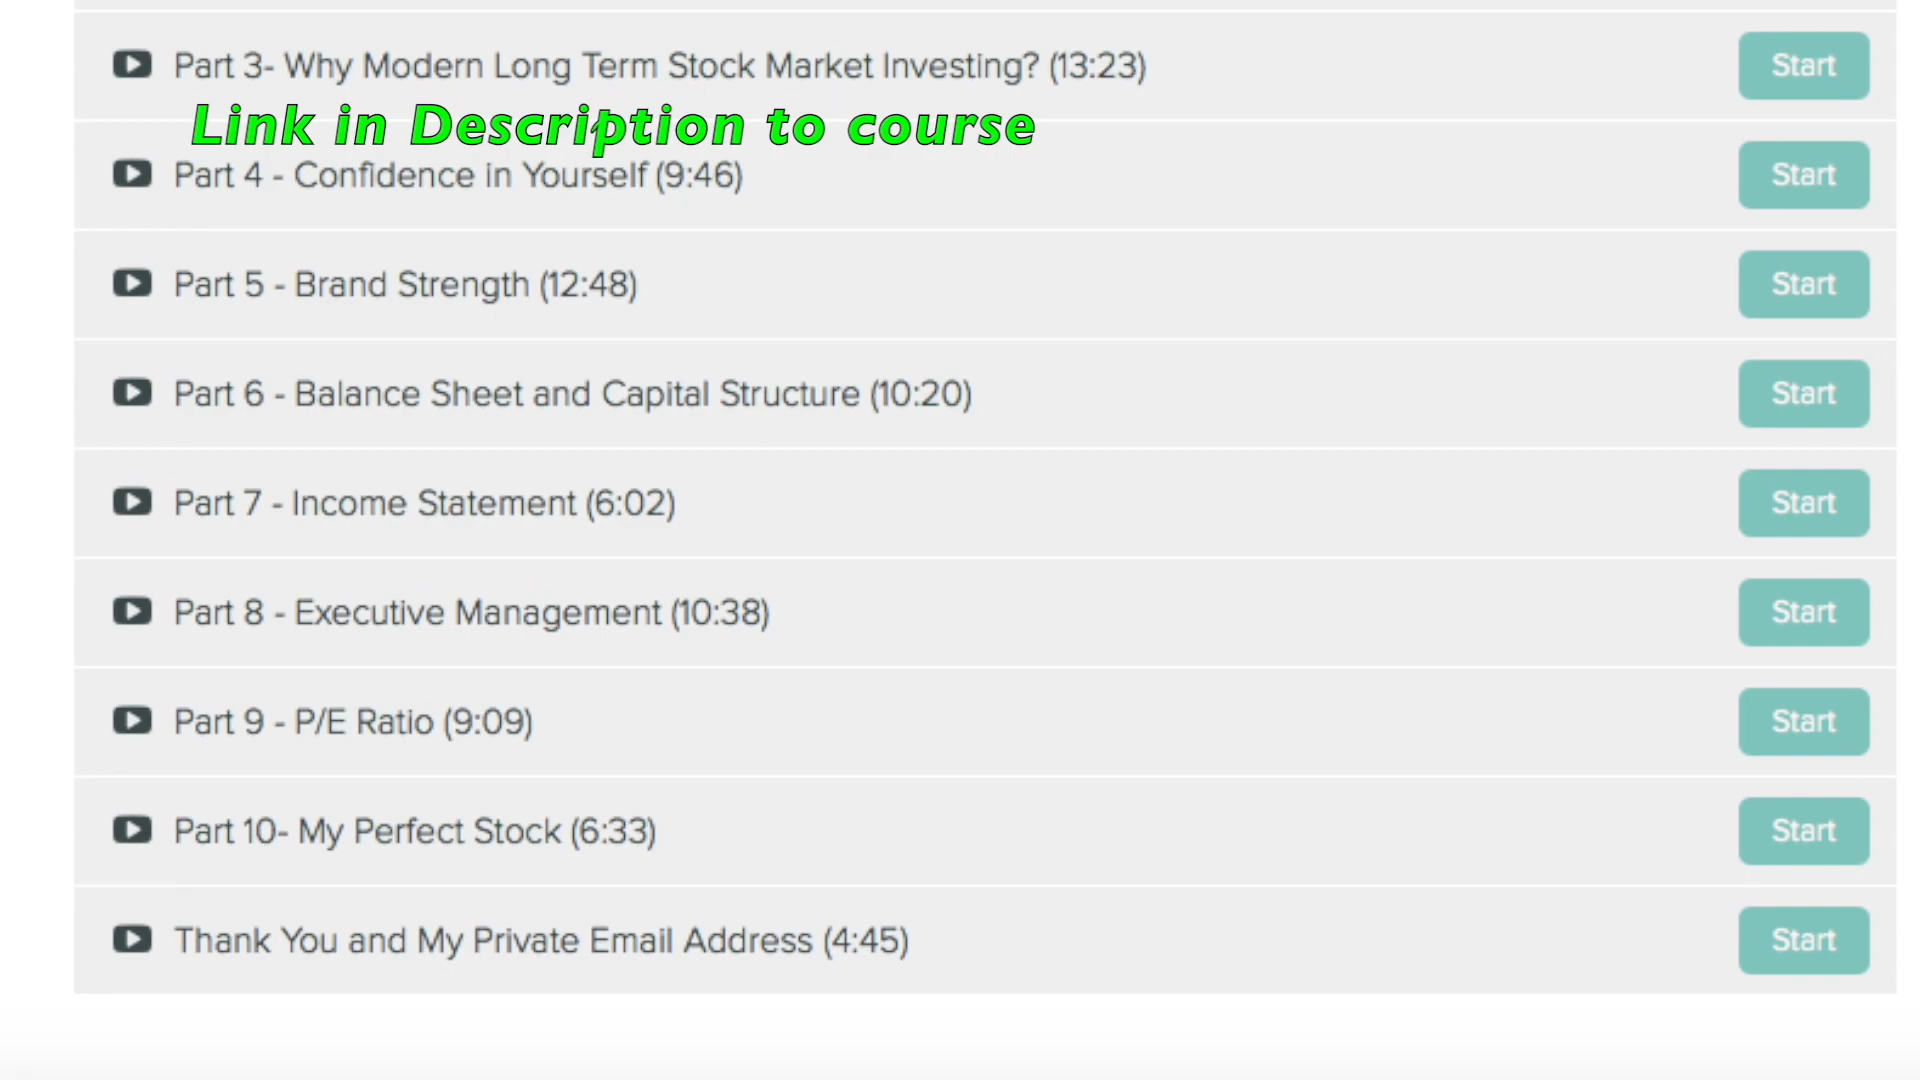 Part 3- Why Modern Long Term Stock Market Investing? (13:23) Start
Link in Description to course
Part 4 - Confidence in Yourself (9:46) Start
Part 5 - Brand Strength (12:48) Start
Part 6 - Balance Sheet and Capital Structure (10:20) Start
Part 7 - Income Statement (6:02) Start
Part 8 - Executive Management (10:38) Start
Part 9 - P/E Ratio (9:09) Start
Part 10- My Perfect Stock (6:33) Start
Thank You and My Private Email Address (4:45) Start